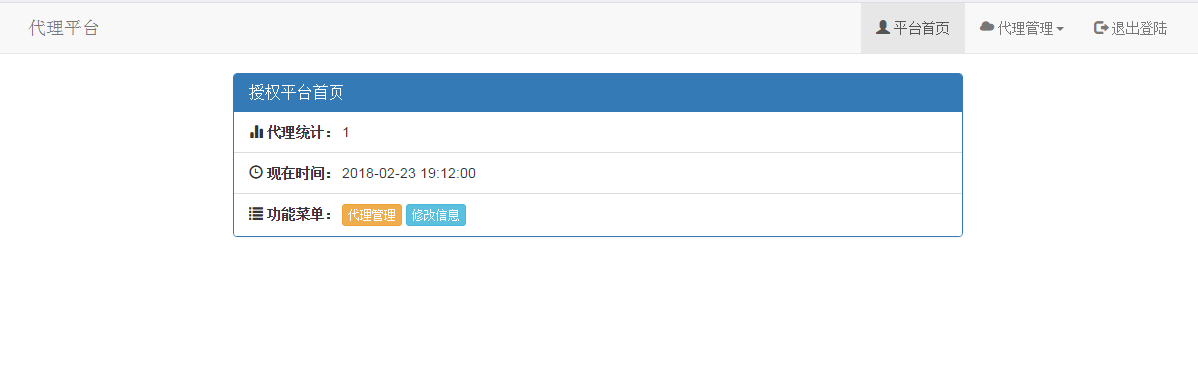 代理平台 平台首页 代理管理 退出登陆
授权平台首页
代理统计： 1
现在时间： 2018-02-23 19:12:00
功能菜单： 代理管理 修改信息